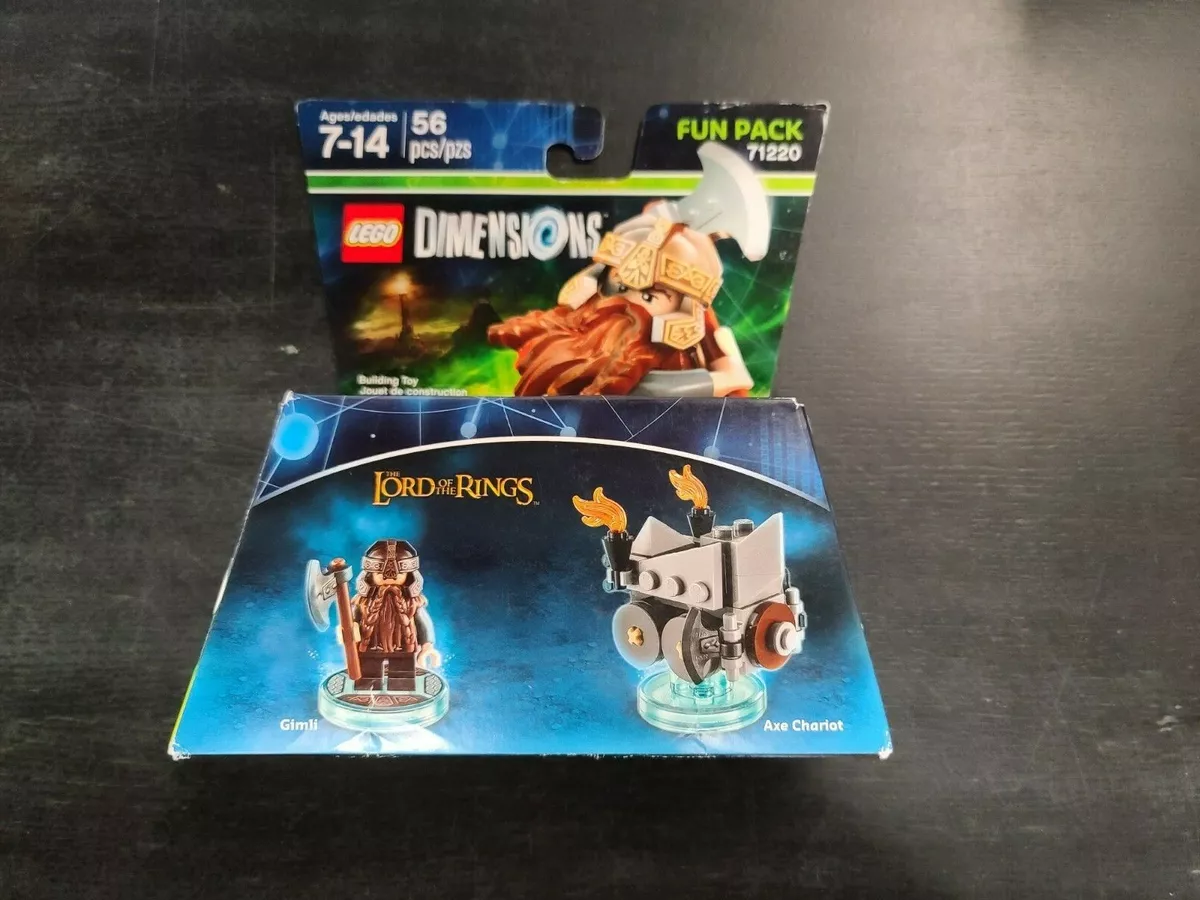 Ages/edades
7-14
56
pcs/pzs
FUN PACK
71220
LEGO
DIMENSIONS
Building Toy
Jouet de construction
THE
LORD OF THE RINGS
Gimli
Axe Chariot